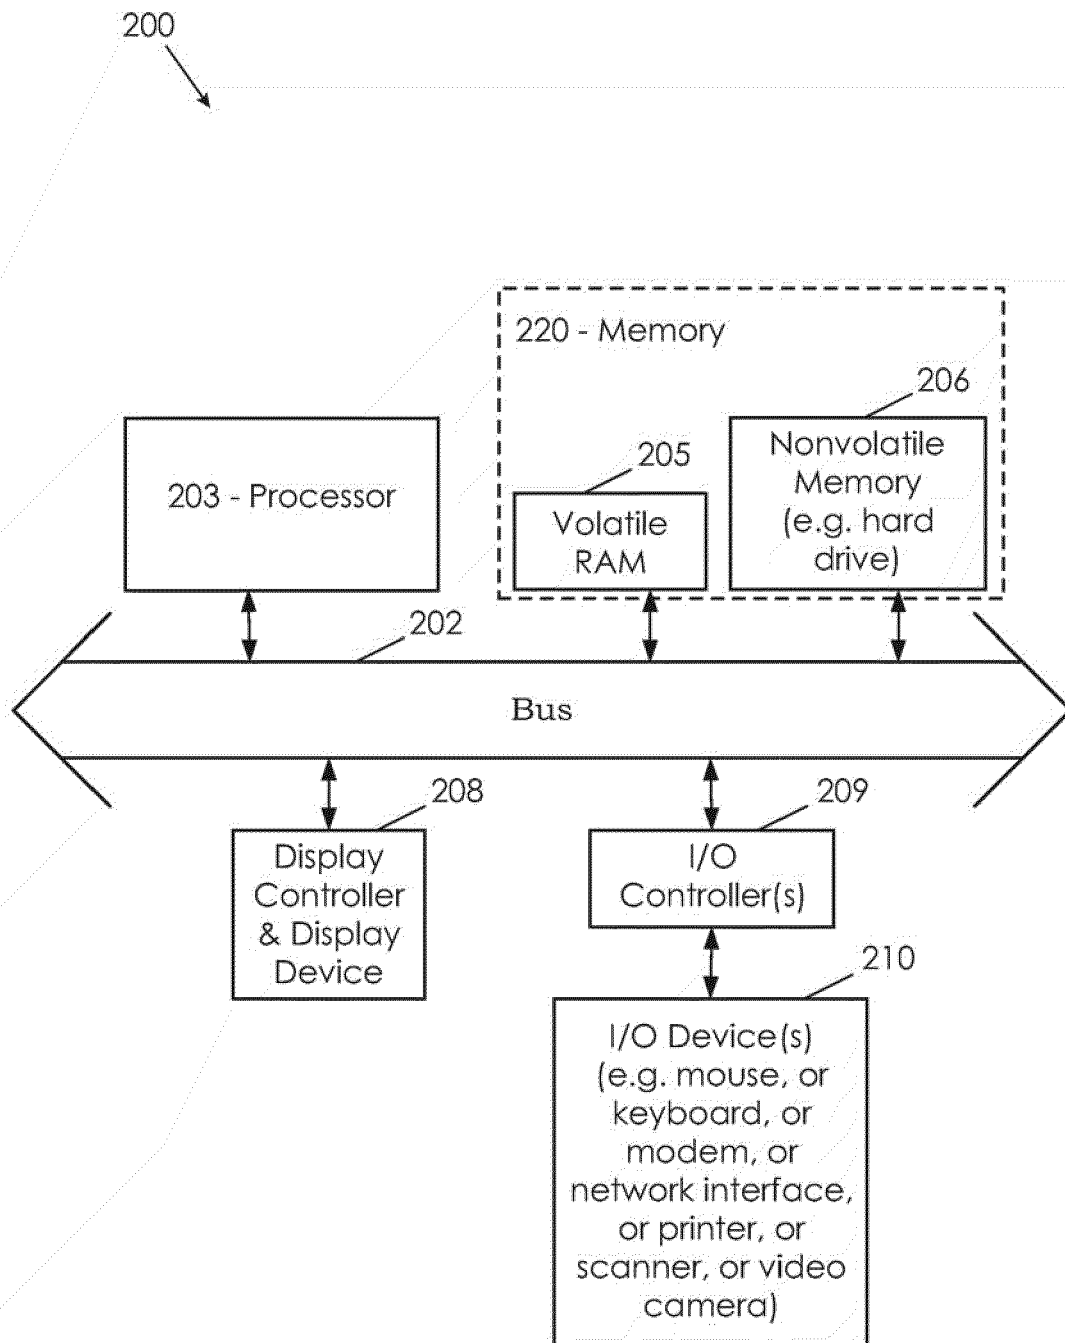 200
220 - Memory
206
Nonvolatile
Memory
(e.g. hard
drive)
205
Volatile
RAM
203 - Processor
202
Bus
208
Display
Controller
& Display
Device
209
I/O
Controller(s)
210
I/O Device(s)
(e.g. mouse, or
keyboard, or
modem, or
network interface,
or printer, or
scanner, or video
camera)